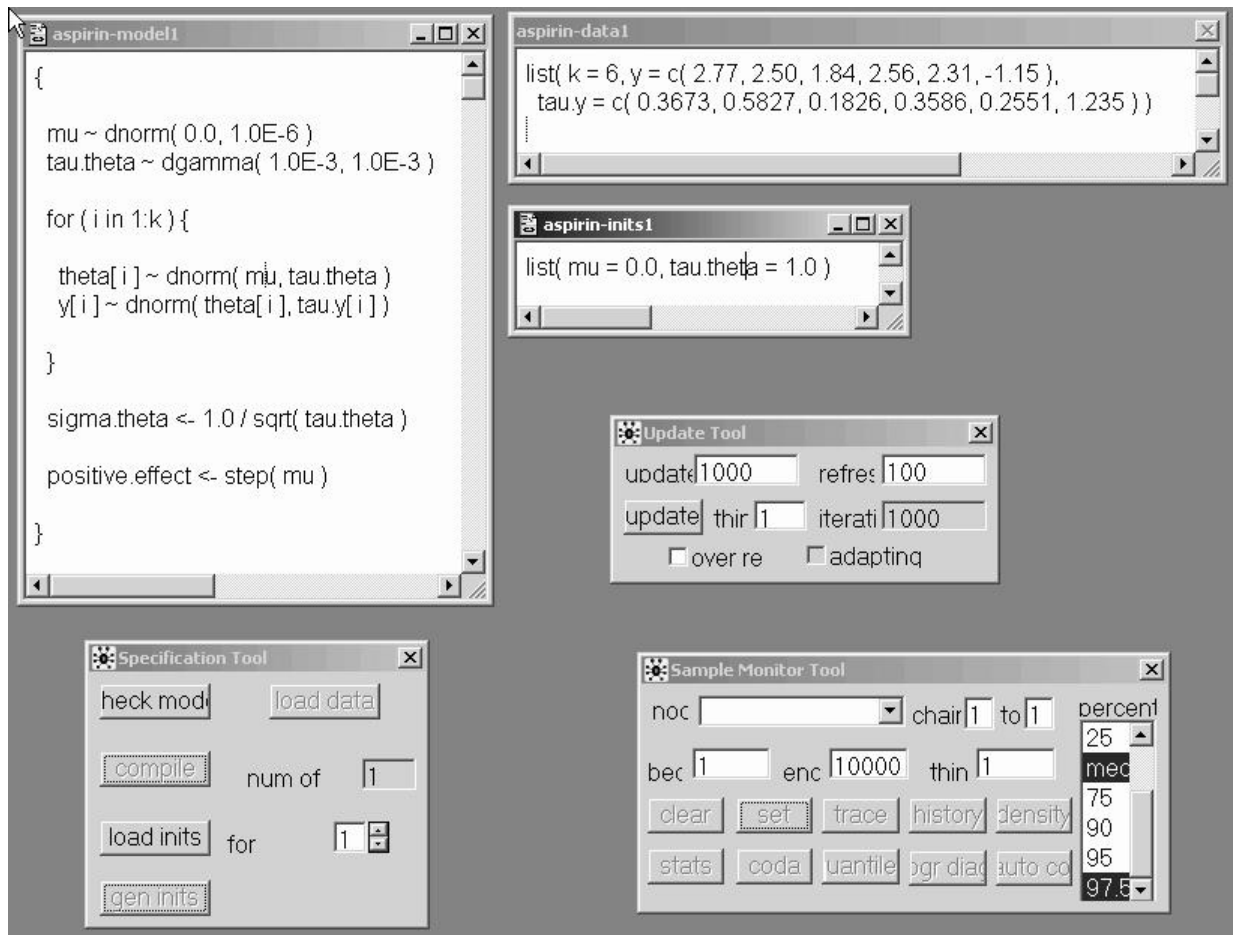 aspirin-model1
{
mu ~ dnorm( 0.0, 1.0E-6 )
tau.theta ~ dgamma( 1.0E-3, 1.0E-3 )
for ( i in 1:k ) {
theta[ i ] ~ dnorm( mu, tau.theta )
y[ i ] ~ dnorm( theta[ i ], tau.y[ i ] )
}
sigma.theta <- 1.0 / sqrt( tau.theta )
positive.effect <- step( mu )
}
aspirin-data1
list( k = 6, y = c( 2.77, 2.50, 1.84, 2.56, 2.31, -1.15 ),
tau.y = c( 0.3673, 0.5827, 0.1826, 0.3586, 0.2551, 1.235 ) )
aspirin-inits1
list( mu = 0.0, tau.theta = 1.0 )
Update Tool
update 1000 refres 100
update thir 1 iterati 1000
over re adapting
Specification Tool
heck mod load data
compile num of 1
load inits for 1
gen inits
Sample Monitor Tool
noc chair 1 to 1 percent
bec 1 enc 10000 thin 1
clear set trace history density
stats coda uantile ogr diag auto co
25
med
75
90
95
97.5